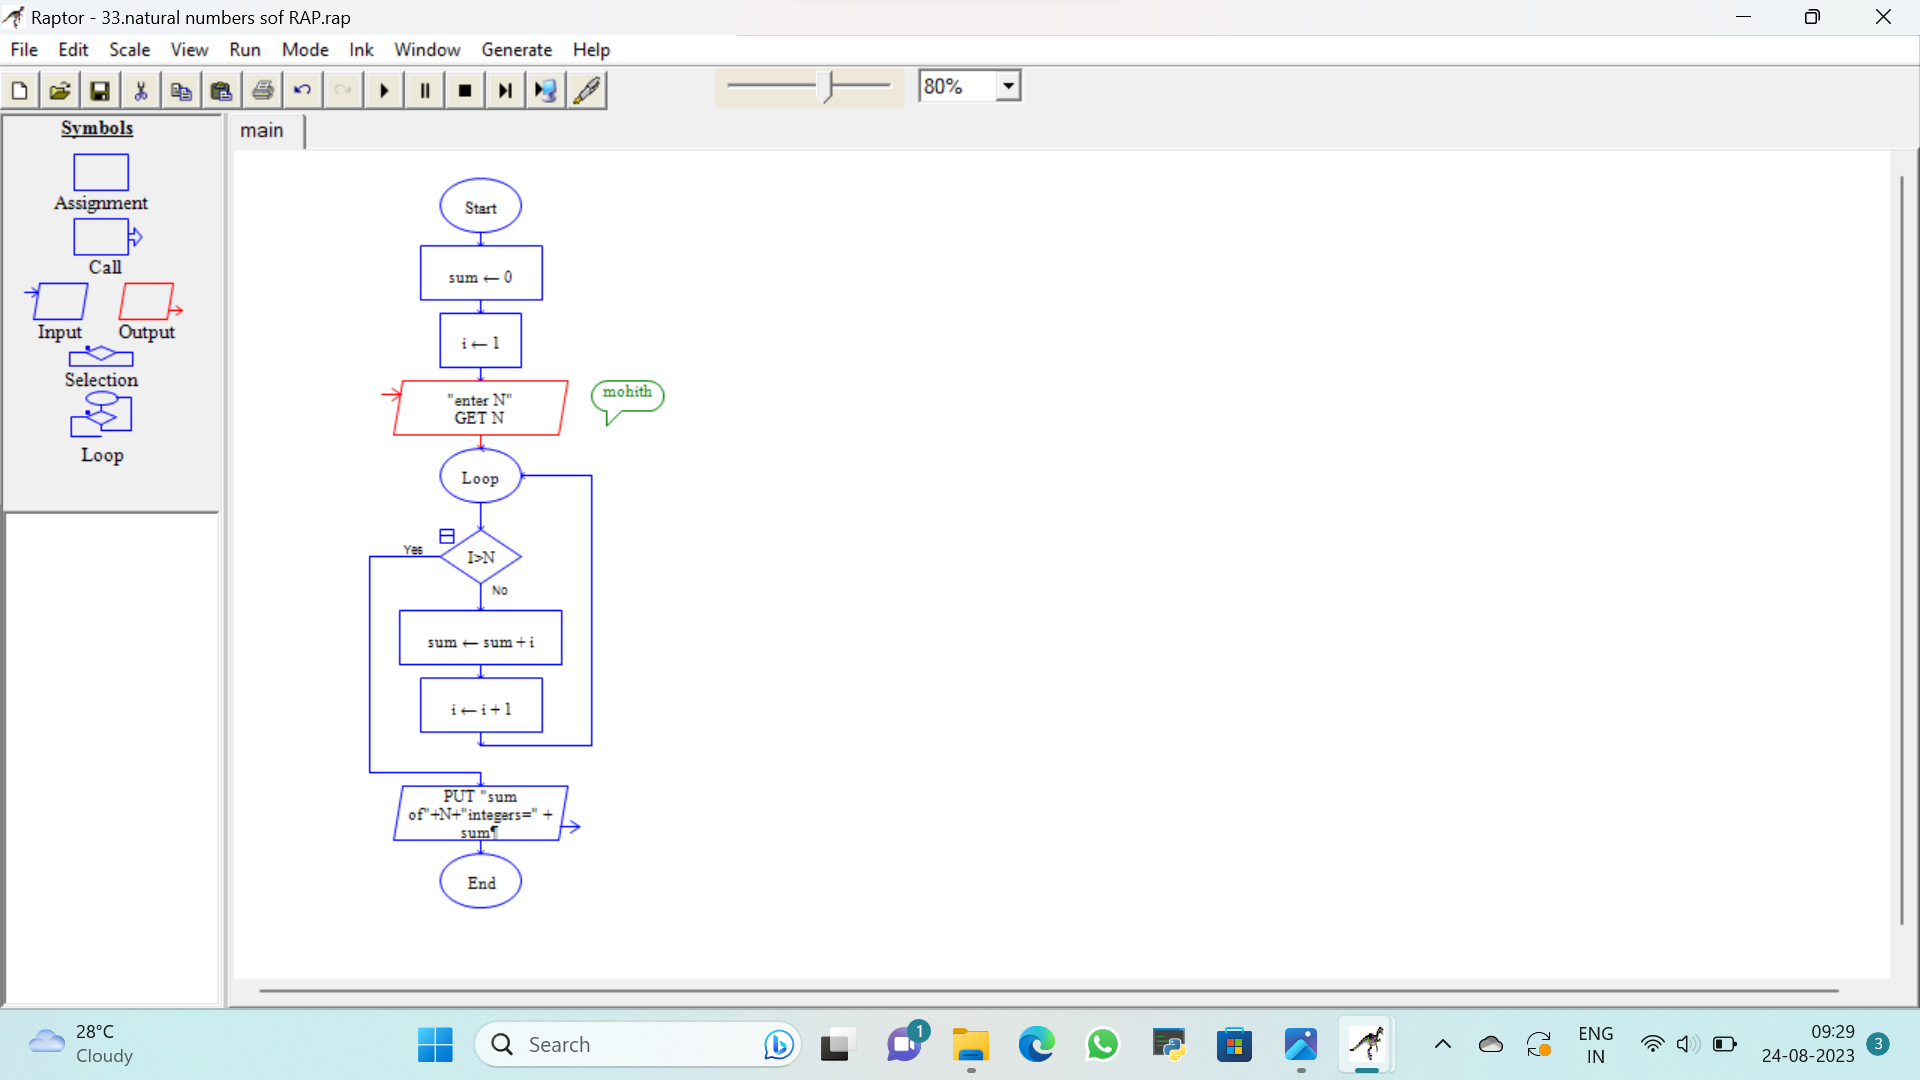 Raptor - 33.natural numbers sof RAP.rap
File Edit Scale View Run Mode Ink Window Generate Help
80%
Symbols
Assignment
Call
Input Output
Selection
Loop
main
Start
sum ← 0
i ← 1
"enter N"
GET N
mohith
Loop
Yes
I>N
No
sum ← sum + i
i ← i + 1
PUT "sum
of"+N+"integers=" +
sum¶
End
28°C
Cloudy
Search
1
ENG
IN
09:29
24-08-2023
3